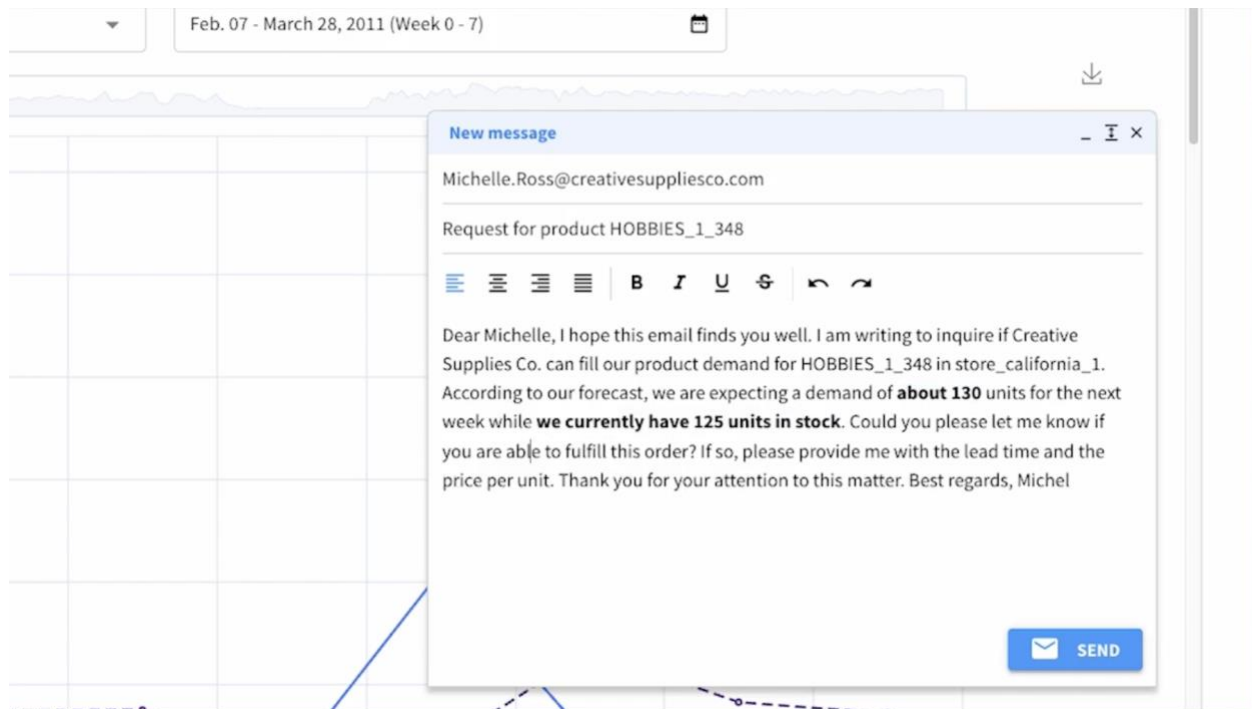 Feb. 07 - March 28, 2011 (Week 0 - 7)
New message
Michelle.Ross@creativesuppliesco.com
Request for product HOBBIES_1_348
B I U S
Dear Michelle, I hope this email finds you well. I am writing to inquire if Creative
Supplies Co. can fill our product demand for HOBBIES_1_348 in store_california_1.
According to our forecast, we are expecting a demand of about 130 units for the next
week while we currently have 125 units in stock. Could you please let me know if
you are able to fulfill this order? If so, please provide me with the lead time and the
price per unit. Thank you for your attention to this matter. Best regards, Michel
SEND